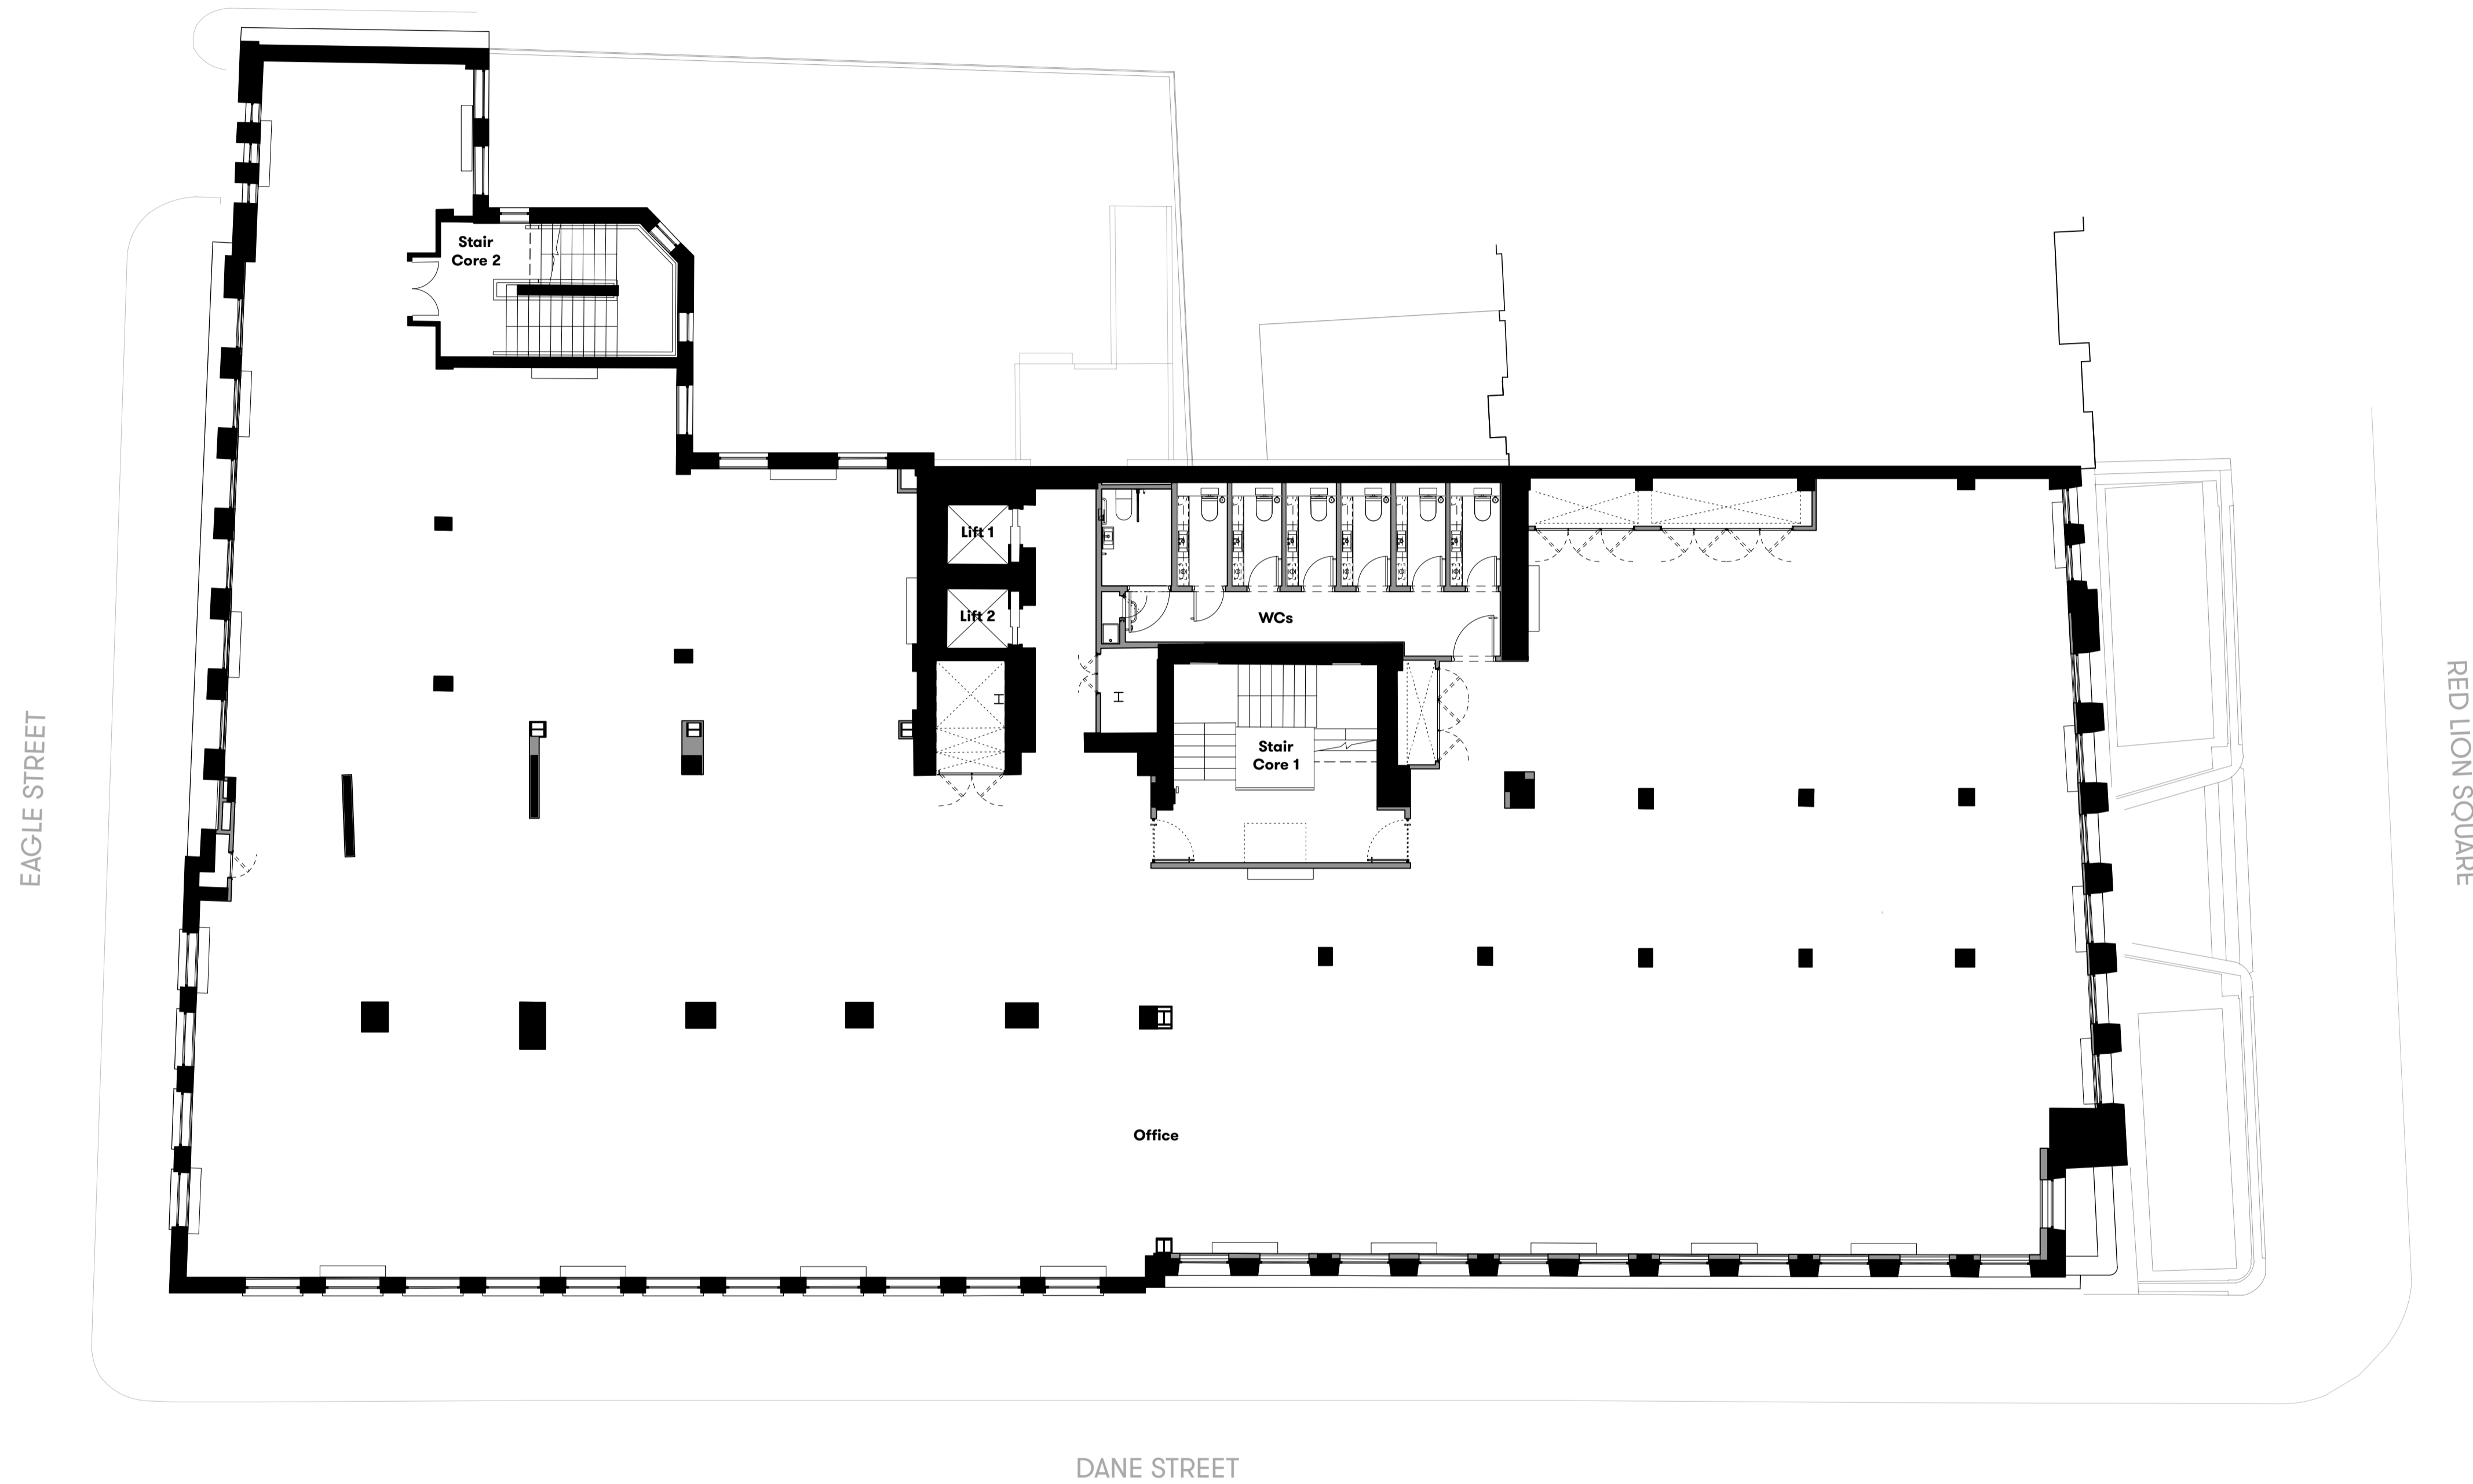 Stair
Core 2
Lift 1
Lift 2
WCs
Stair
Core 1
Office
EAGLE STREET
RED LION SQUARE
DANE STREET